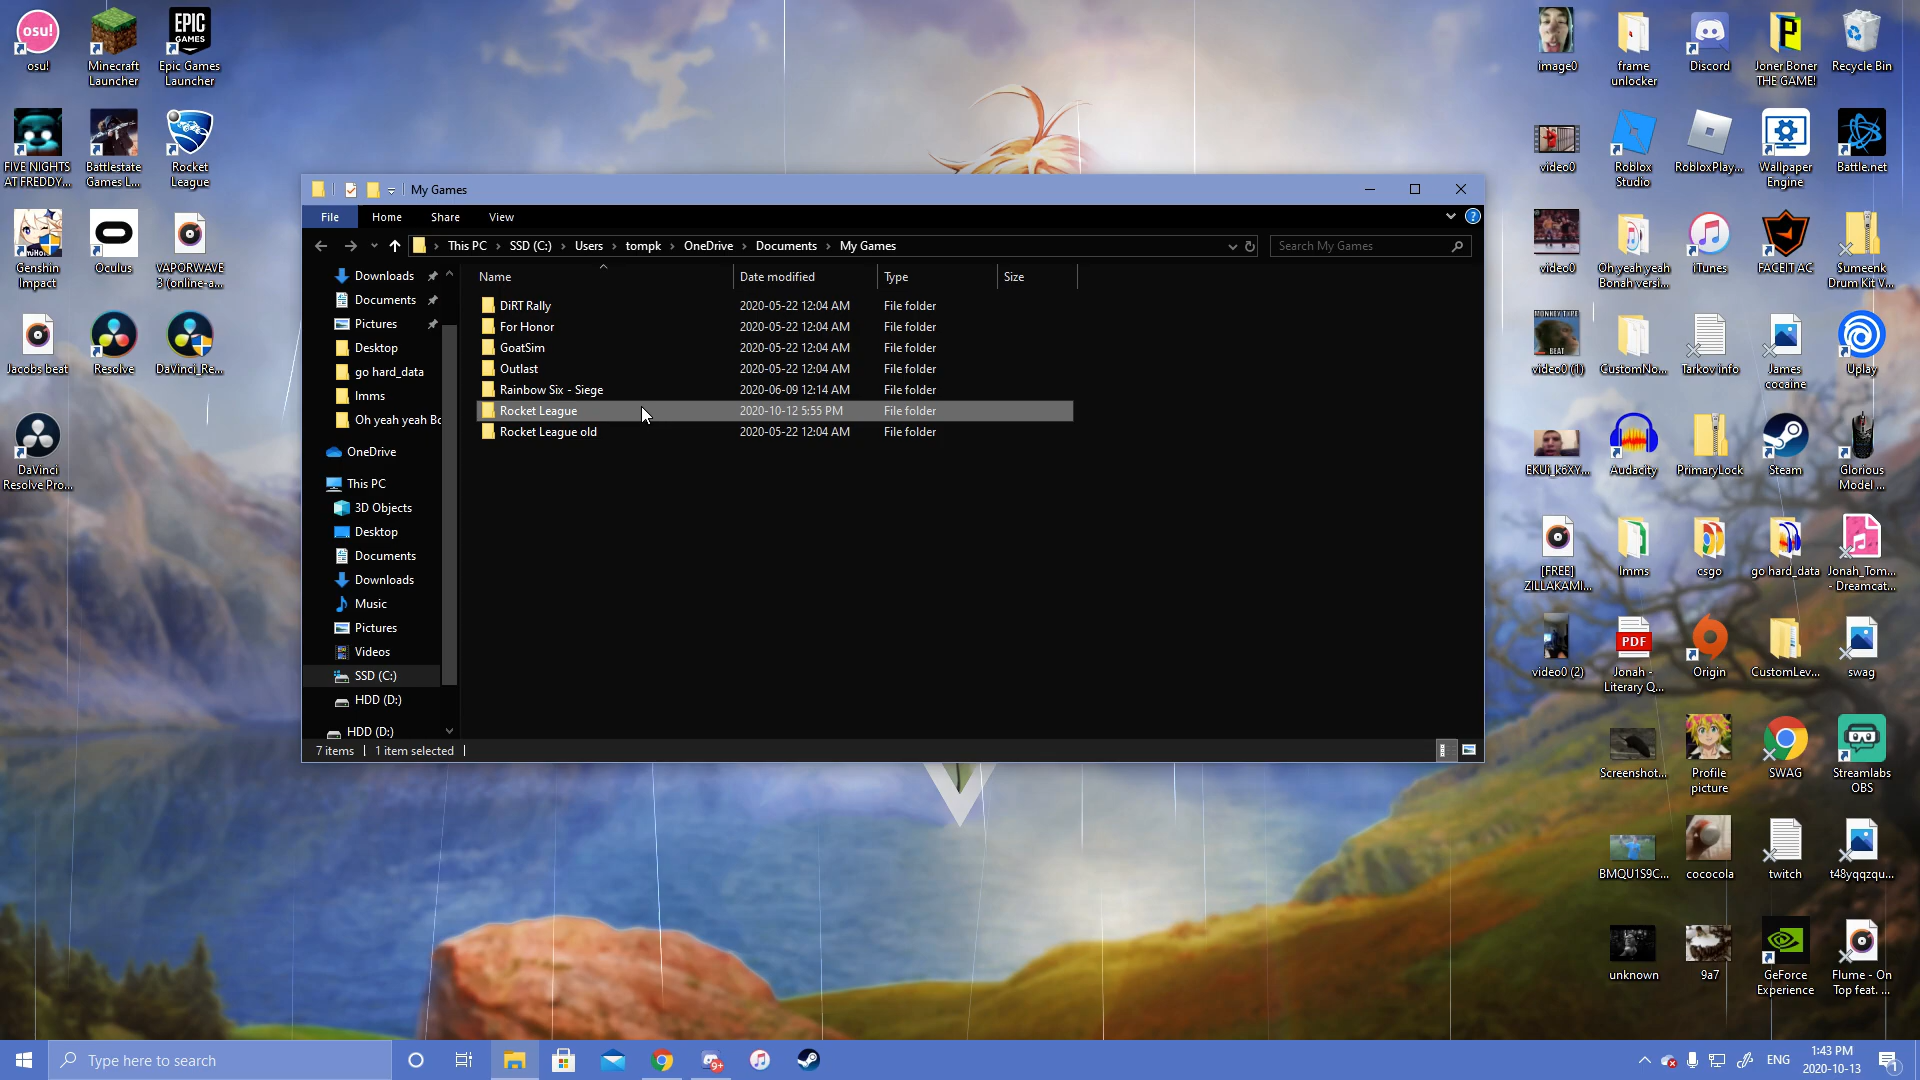 osu!
osu!
Minecraft
Launcher
EPIC
GAMES
Epic Games
Launcher
FIVE NIGHTS
AT FREDDY...
Battlestate
Games L...
Rocket
League
Genshin
Impact
Oculus
VAPORWAVE
3 (online-a...
Jacobs beat
Resolve
DaVinci_Re...
DaVinci
Resolve Pro...
My Games
File
Home
Share
View
This PC
SSD (C:)
Users
tompk
OneDrive
Documents
My Games
Search My Games
Downloads
Documents
Pictures
Desktop
go hard_data
lmms
Oh yeah yeah Bo
OneDrive
This PC
3D Objects
Desktop
Documents
Downloads
Music
Pictures
Videos
SSD (C:)
HDD (D:)
HDD (D:)
Name
Date modified
Type
Size
DiRT Rally 2020-05-22 12:04 AM File folder
For Honor 2020-05-22 12:04 AM File folder
GoatSim 2020-05-22 12:04 AM File folder
Outlast 2020-05-22 12:04 AM File folder
Rainbow Six - Siege 2020-06-09 12:14 AM File folder
Rocket League 2020-10-12 5:55 PM File folder
Rocket League old 2020-05-22 12:04 AM File folder
7 items
1 item selected
image0
frame
unlocker
Discord
Joner Boner
THE GAME!
Recycle Bin
video0
Roblox
Studio
RobloxPlay...
Wallpaper
Engine
Battle.net
video0
Oh yeah yeah
Bonah versi...
iTunes
FACEIT AC
Sumeenk
Drum Kit V...
MONKEY TYPE
BEAT
video0 (1)
CustomNo...
Tarkov info
James
cocaine
Uplay
EKUi_k6XY...
Audacity
PrimaryLock
Steam
Glorious
Model ...
[FREE]
ZILLAKAMI...
lmms
csgo
go hard_data
Jonah_Tom...
- Dreamcat...
video0 (2)
PDF
Jonah -
Literary Q...
Origin
CustomLev...
swag
Screenshot...
Profile
picture
SWAG
Streamlabs
OBS
BMQU1S9C...
cococola
twitch
t48yqqzqu...
unknown
9a7
GeForce
Experience
Flume - On
Top feat. ...
Type here to search
9+
ENG
1:43 PM
2020-10-13
1